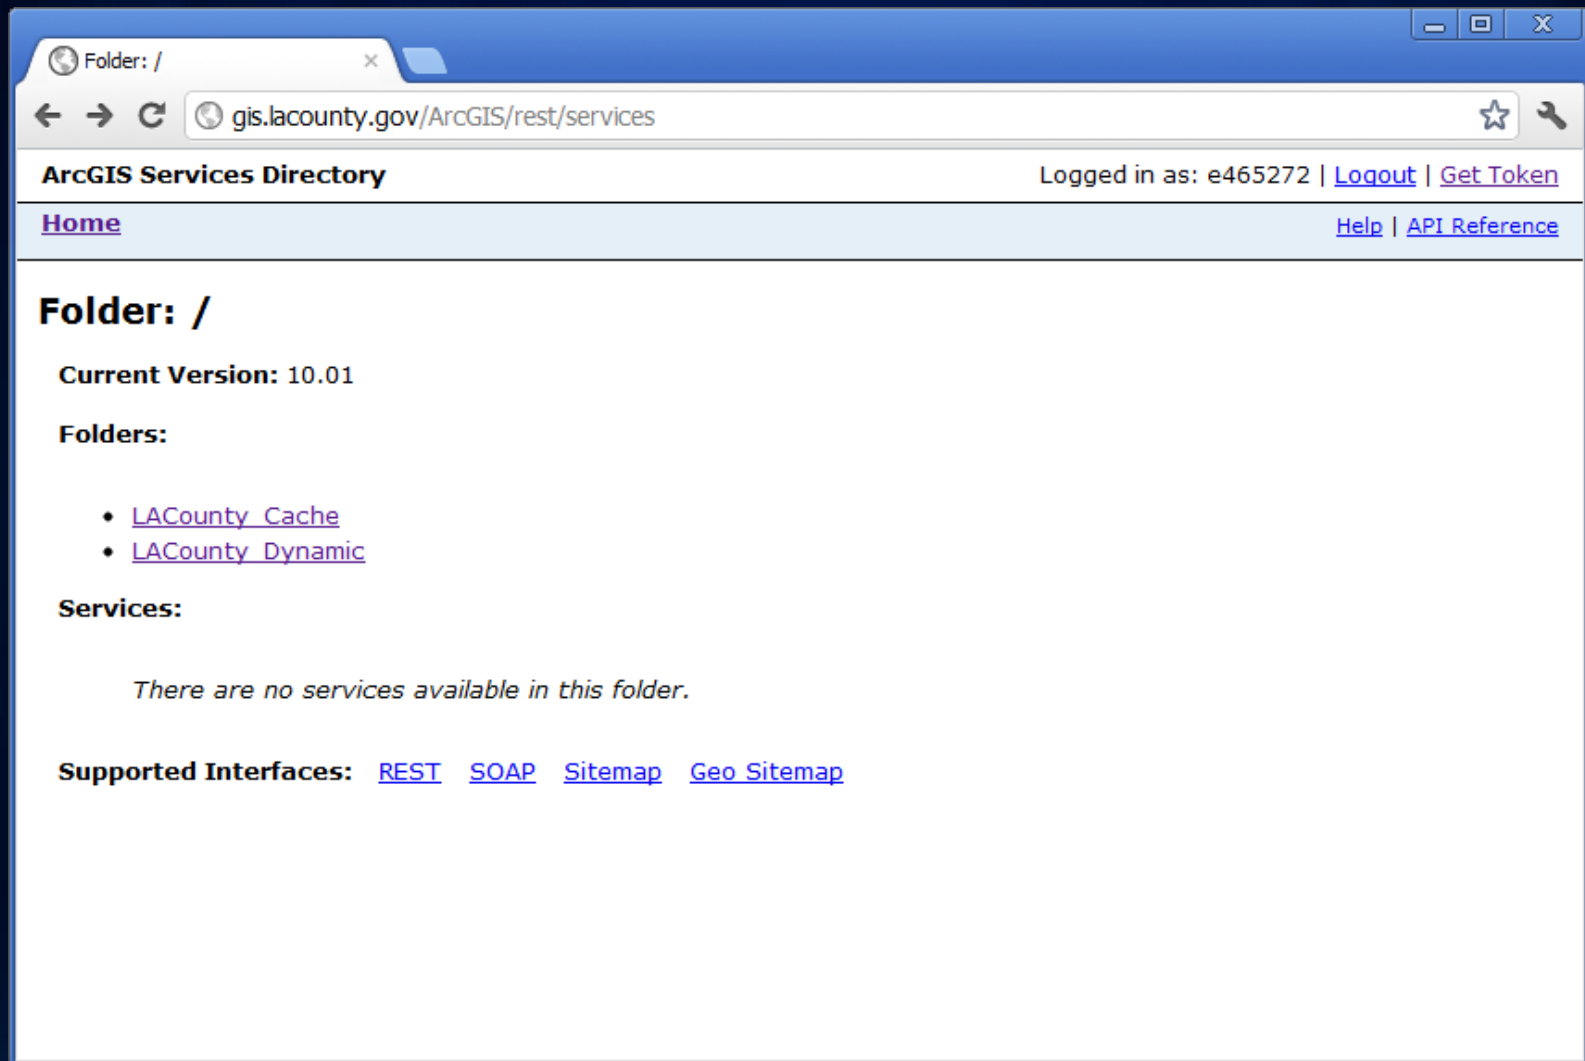 Folder: /
gis.lacounty.gov/ArcGIS/rest/services
ArcGIS Services Directory
Logged in as: e465272 | Logout | Get Token
Home
Help | API Reference
Folder: /
Current Version: 10.01
Folders:
• LACounty_Cache
• LACounty_Dynamic
Services:
There are no services available in this folder.
Supported Interfaces: REST SOAP Sitemap Geo Sitemap